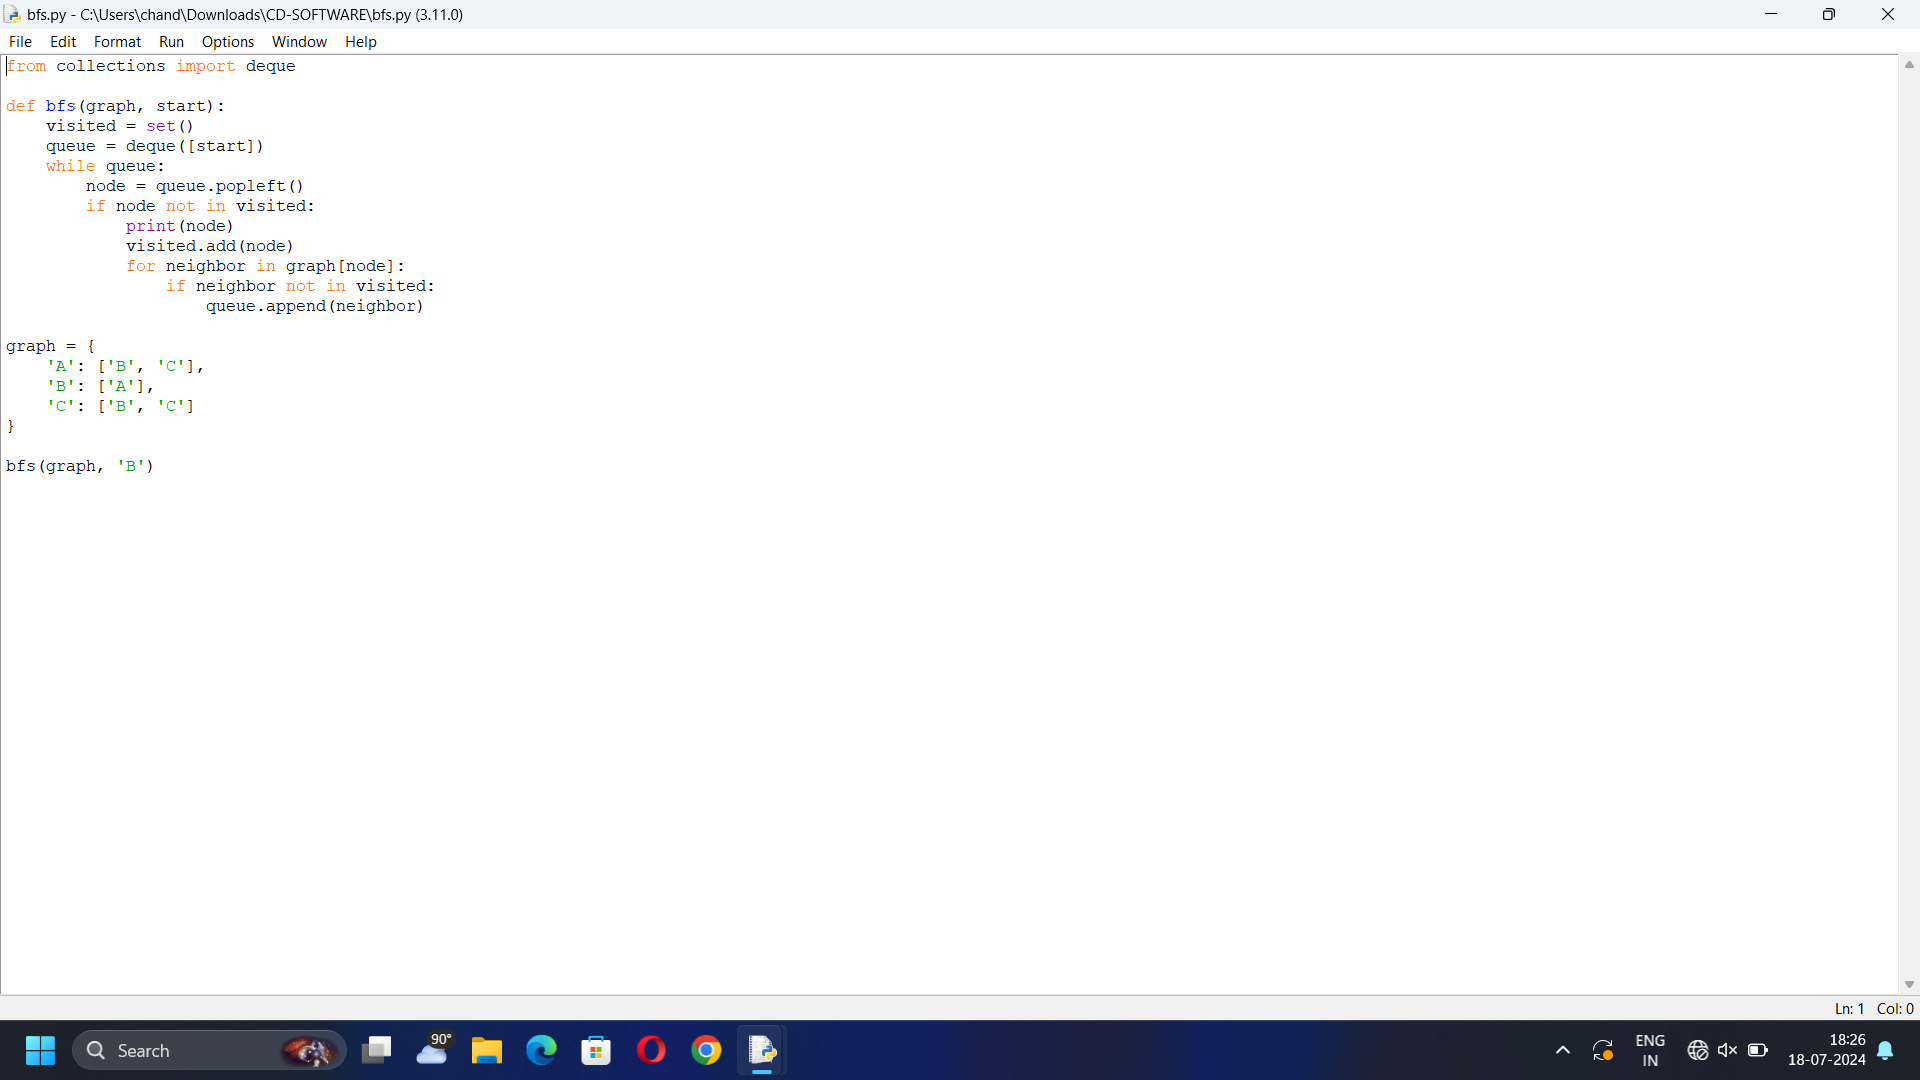 bfs.py - C:\Users\chand\Downloads\CD-SOFTWARE\bfs.py (3.11.0)
File Edit Format Run Options Window Help
from collections import deque

def bfs(graph, start):
    visited = set()
    queue = deque([start])
    while queue:
        node = queue.popleft()
        if node not in visited:
            print(node)
            visited.add(node)
            for neighbor in graph[node]:
                if neighbor not in visited:
                    queue.append(neighbor)

graph = {
    'A': ['B', 'C'],
    'B': ['A'],
    'C': ['B', 'C']
}

bfs(graph, 'B')
Ln: 1 Col: 0
Search
90°
ENG
IN
18:26
18-07-2024